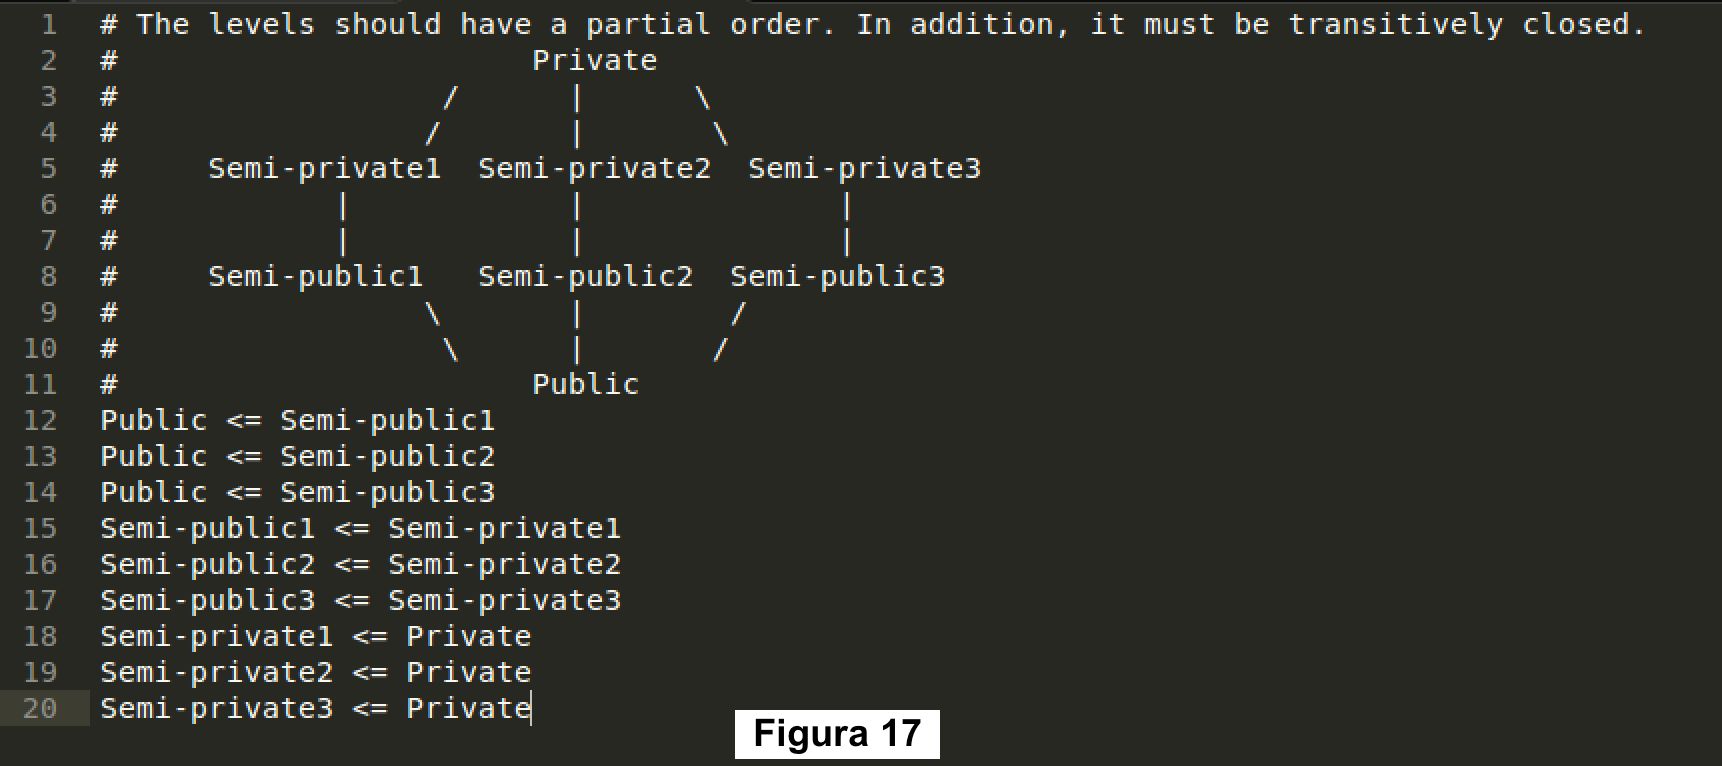 1 # The levels should have a partial order. In addition, it must be transitively closed.
2 #                       Private
3 #                  /      |      \
4 #                 /       |       \
5 #     Semi-private1  Semi-private2  Semi-private3
6 #            |            |              |
7 #            |            |              |
8 #     Semi-public1   Semi-public2  Semi-public3
9 #                 \       |        /
10 #                  \      |       /
11 #                       Public
12 Public <= Semi-public1
13 Public <= Semi-public2
14 Public <= Semi-public3
15 Semi-public1 <= Semi-private1
16 Semi-public2 <= Semi-private2
17 Semi-public3 <= Semi-private3
18 Semi-private1 <= Private
19 Semi-private2 <= Private
20 Semi-private3 <= Private
Figura 17